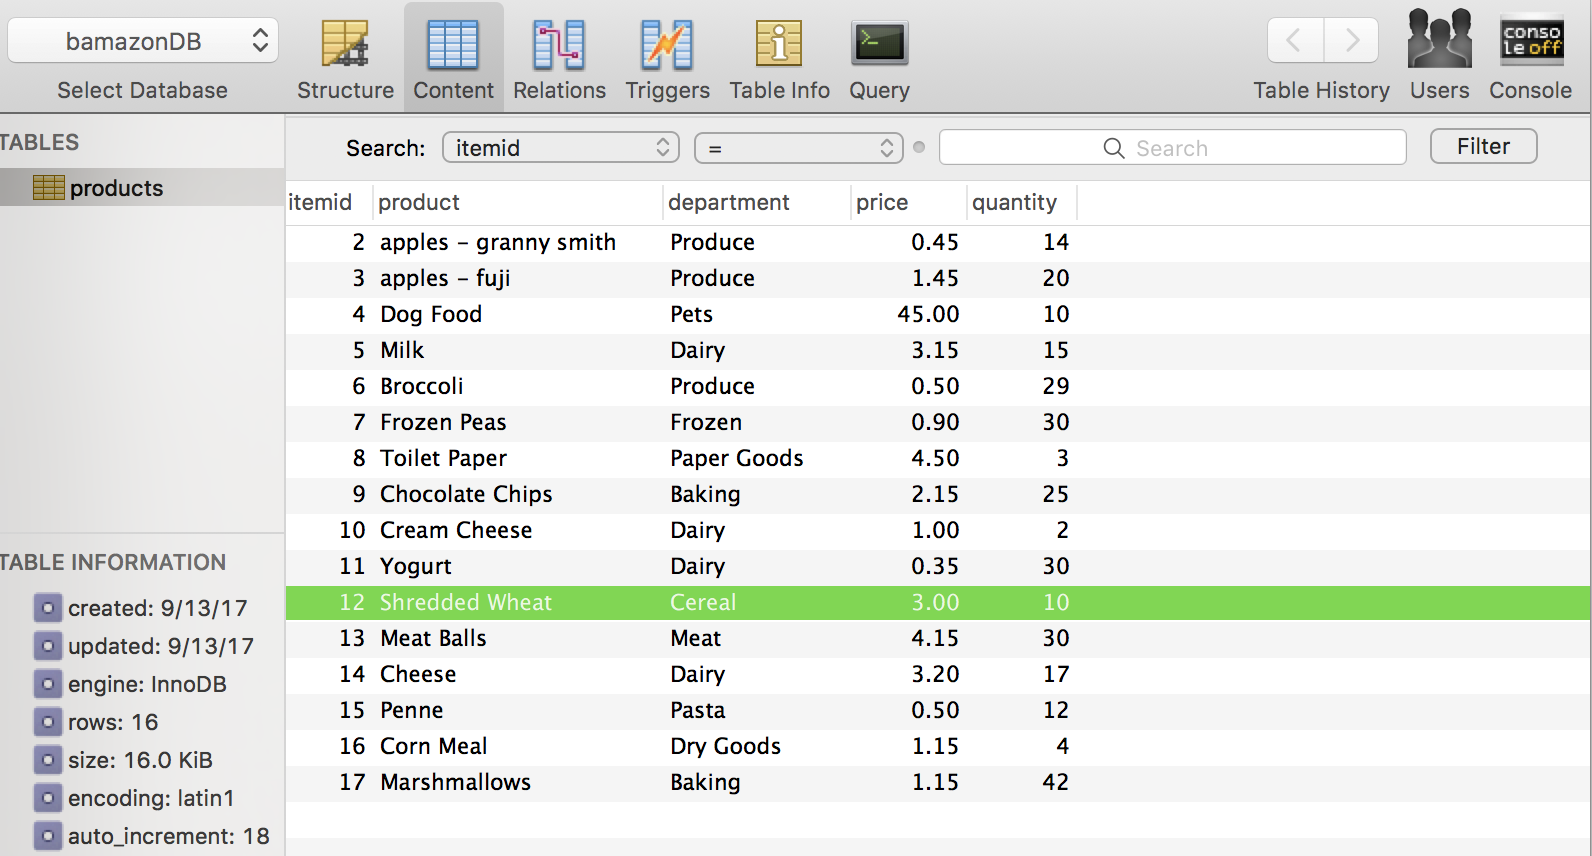 bamazonDB
Select Database Structure Content Relations Triggers Table Info Query Table History Users Console
conso
le off
TABLES
products
Search: itemid = Search Filter
itemid product department price quantity
2 apples – granny smith Produce 0.45 14
3 apples – fuji Produce 1.45 20
4 Dog Food Pets 45.00 10
5 Milk Dairy 3.15 15
6 Broccoli Produce 0.50 29
7 Frozen Peas Frozen 0.90 30
8 Toilet Paper Paper Goods 4.50 3
9 Chocolate Chips Baking 2.15 25
10 Cream Cheese Dairy 1.00 2
11 Yogurt Dairy 0.35 30
12 Shredded Wheat Cereal 3.00 10
13 Meat Balls Meat 4.15 30
14 Cheese Dairy 3.20 17
15 Penne Pasta 0.50 12
16 Corn Meal Dry Goods 1.15 4
17 Marshmallows Baking 1.15 42
TABLE INFORMATION
created: 9/13/17
updated: 9/13/17
engine: InnoDB
rows: 16
size: 16.0 KiB
encoding: latin1
auto_increment: 18